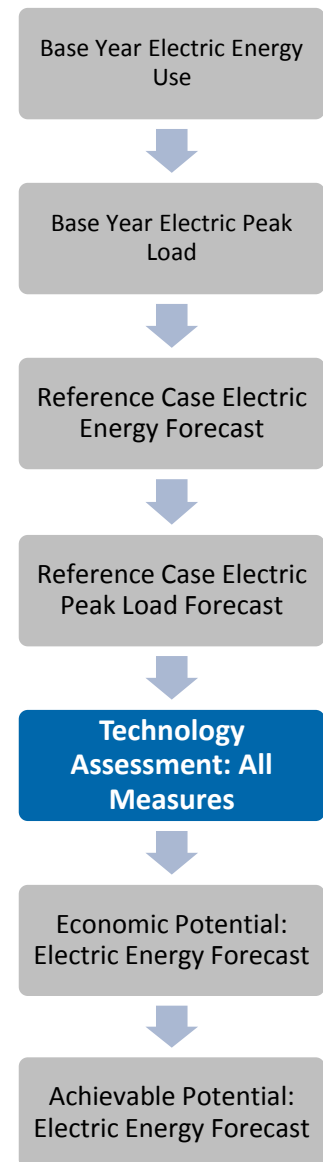 Base Year Electric Energy
Use
Base Year Electric Peak
Load
Reference Case Electric
Energy Forecast
Reference Case Electric
Peak Load Forecast
Technology
Assessment: All
Measures
Economic Potential:
Electric Energy Forecast
Achievable Potential:
Electric Energy Forecast